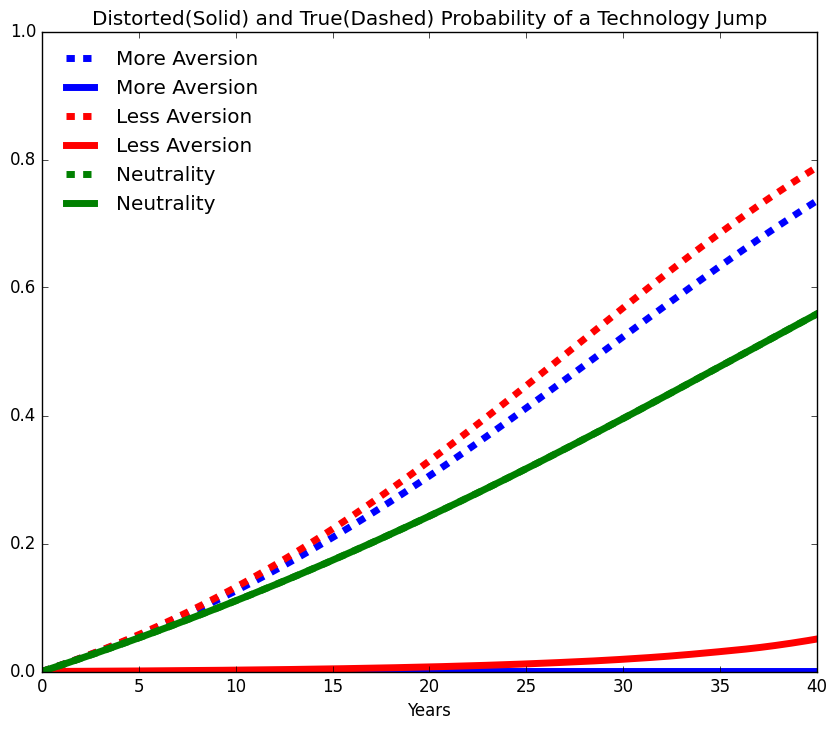 Distorted(Solid) and True(Dashed) Probability of a Technology Jump
1.0
0.8
0.6
0.4
0.2
0.0
More Aversion
More Aversion
Less Aversion
Less Aversion
Neutrality
Neutrality
0 5 10 15 20 25 30 35 40
Years